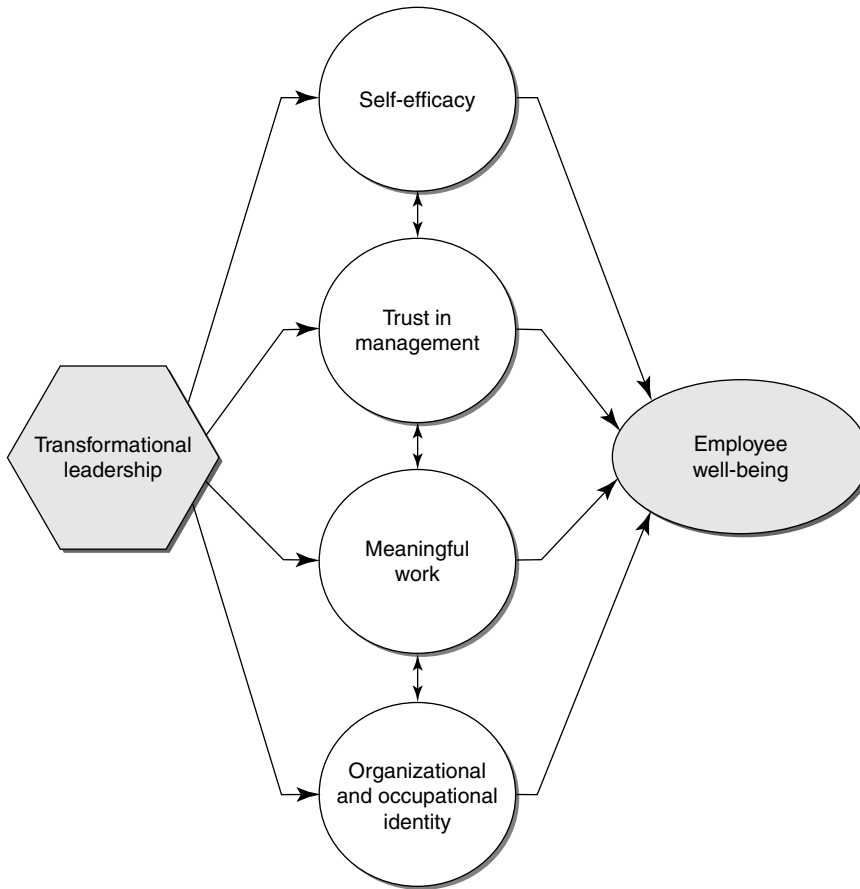 Self-efficacy
Trust in
management
Transformational
leadership
Employee
well-being
Meaningful
work
Organizational
and occupational
identity